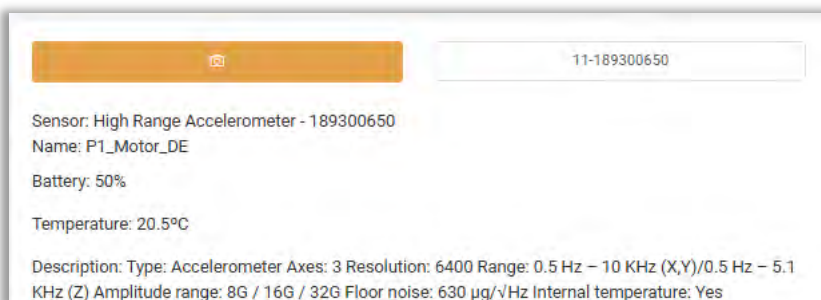 11-189300650
Sensor: High Range Accelerometer - 189300650
Name: P1_Motor_DE
Battery: 50%
Temperature: 20.5ºC
Description: Type: Accelerometer Axes: 3 Resolution: 6400 Range: 0.5 Hz – 10 KHz (X,Y)/0.5 Hz – 5.1
KHz (Z) Amplitude range: 8G / 16G / 32G Floor noise: 630 µg/√Hz Internal temperature: Yes